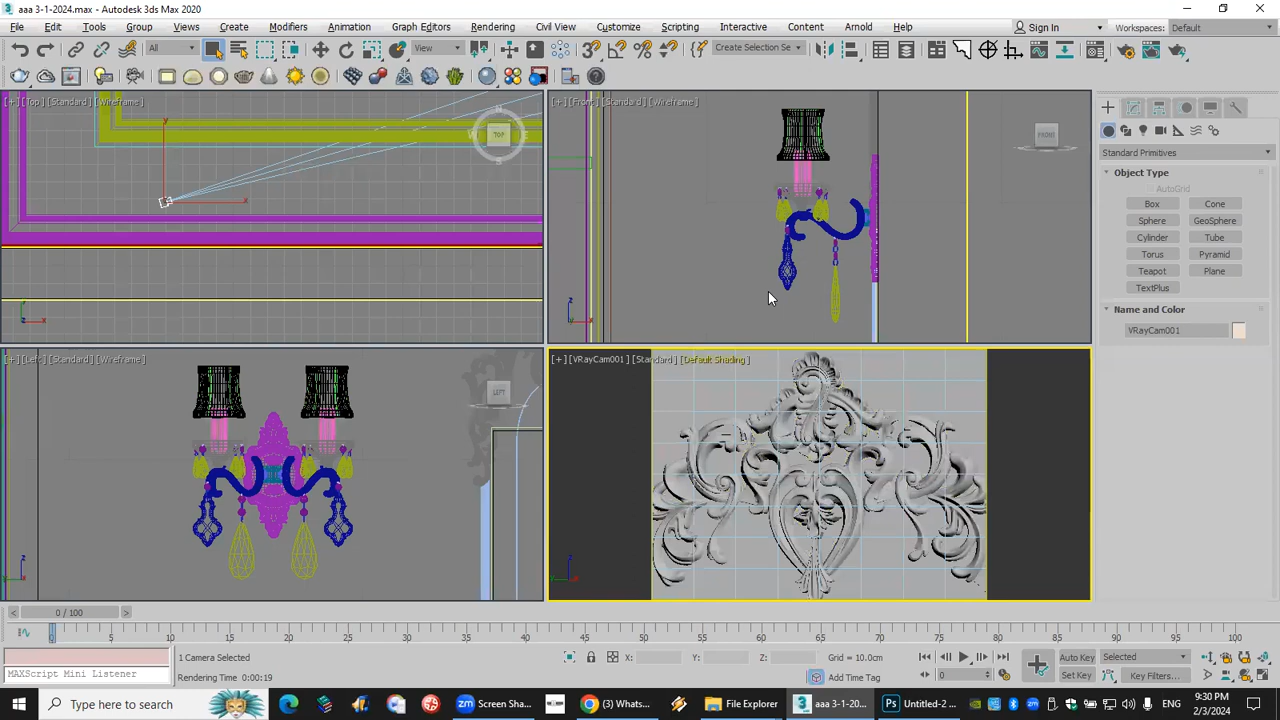 aaa 3-1-2024.max - Autodesk 3ds Max 2020
File Edit Tools Group Views Create Modifiers Animation Graph Editors Rendering Civil View Customize Scripting Interactive Content Arnold Help Sign In Workspaces: Default
All View Create Selection Se
[+] [Top] [Standard] [Wireframe]
[+] [Front] [Standard] [Wireframe]
TOP
FRONT
Standard Primitives
Object Type
AutoGrid
Box Cone
Sphere GeoSphere
Cylinder Tube
Torus Pyramid
Teapot Plane
TextPlus
Name and Color
VRayCam001
[+] [Left] [Standard] [Wireframe]
[+] [VRayCam001] [Standard] [Default Shading]
LEFT
0 / 100
0 5 10 15 20 25 30 35 40 45 50 55 60 65 70 75 80 85 90 95 100
1 Camera Selected
X: Y: Z: Grid = 10.0cm
Auto Key Selected
MAXScript Mini Listener
Rendering Time 0:00:19
Add Time Tag
0
Set Key Key Filters...
Type here to search
Screen Sha...
(3) Whats...
File Explorer
aaa 3-1-20...
Untitled-2 ...
ENG
9:30 PM
2/3/2024